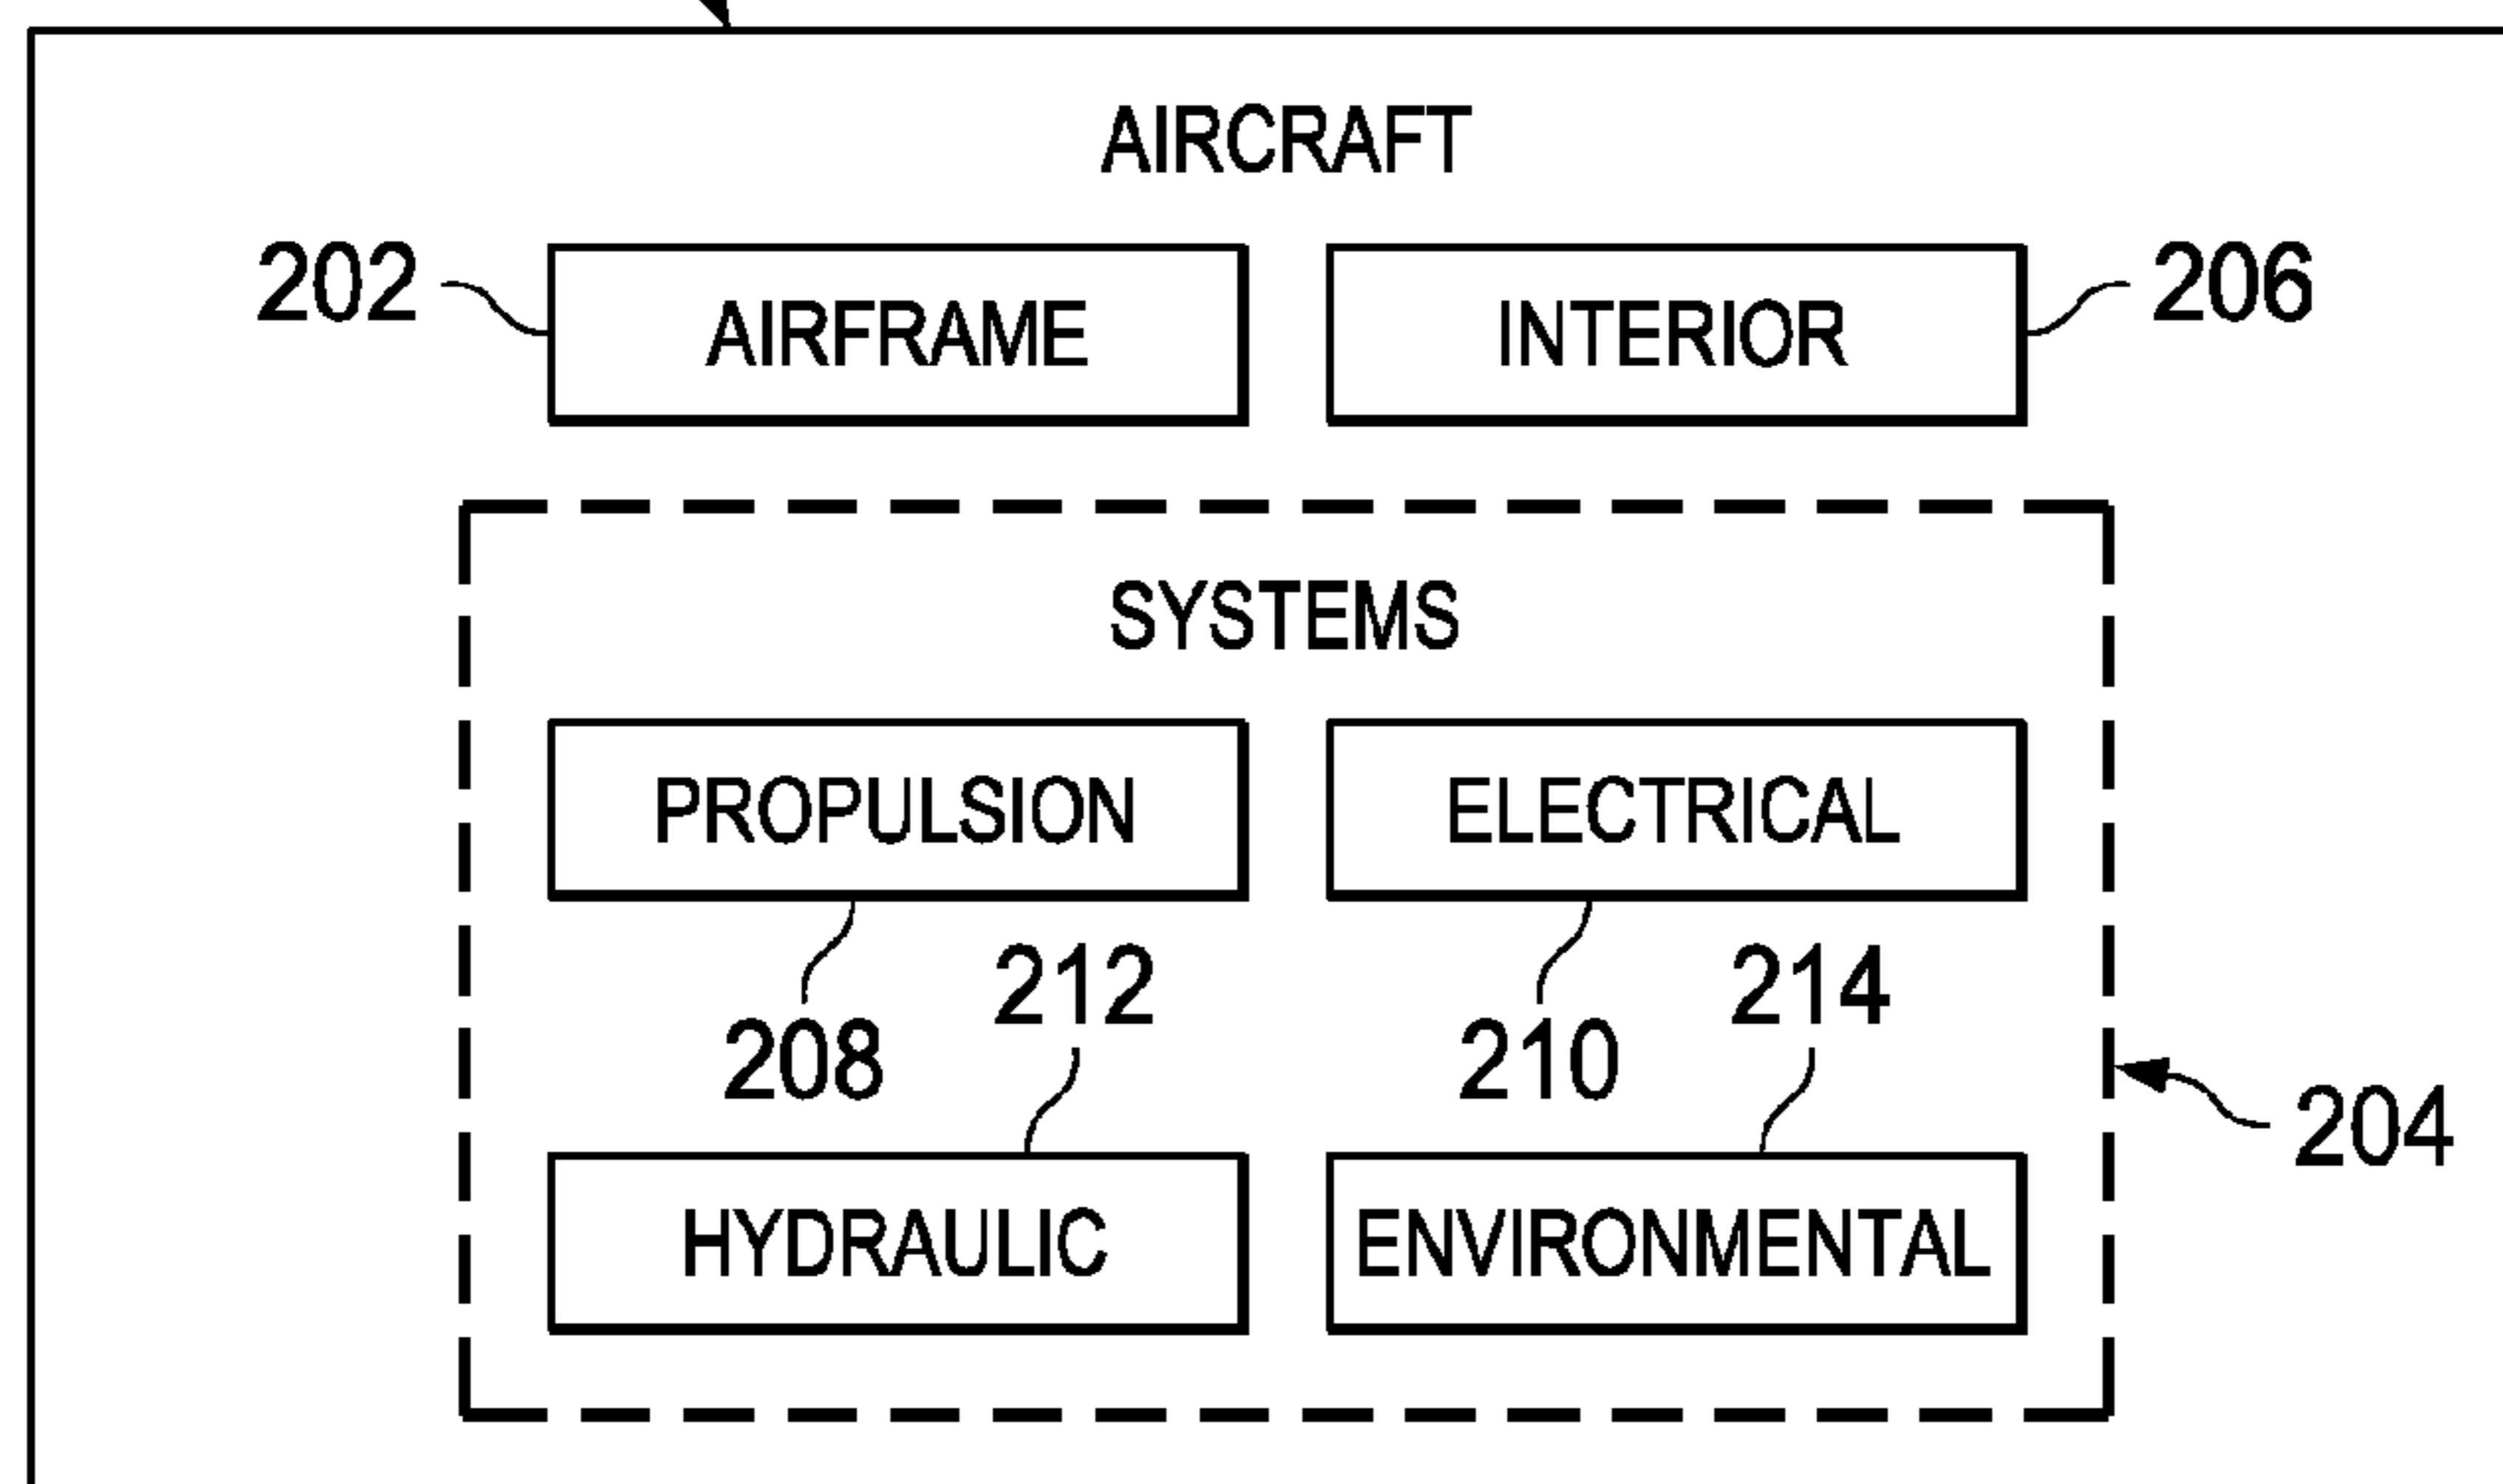 AIRCRAFT
202 AIRFRAME INTERIOR 206
SYSTEMS
PROPULSION ELECTRICAL
212 214
208 210
204
HYDRAULIC ENVIRONMENTAL